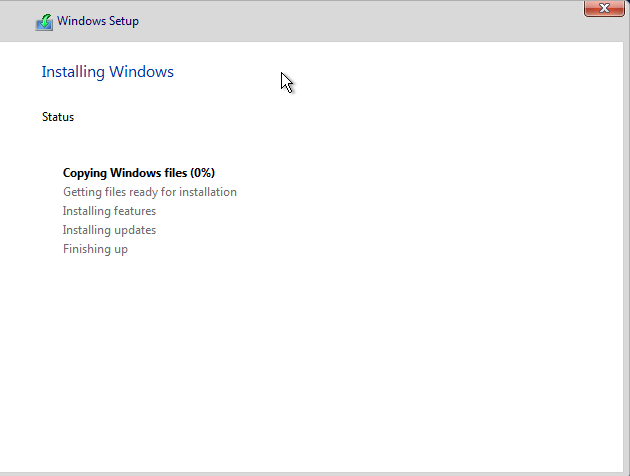 Windows Setup
Installing Windows
Status
Copying Windows files (0%)
Getting files ready for installation
Installing features
Installing updates
Finishing up